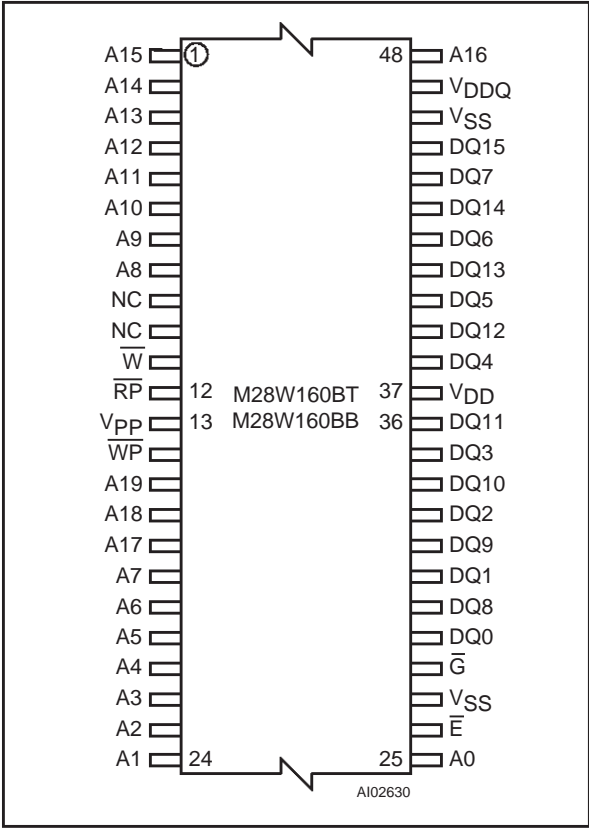 A15 1 48 A16
A14 VDDQ
A13 VSS
A12 DQ15
A11 DQ7
A10 DQ14
A9 DQ6
A8 DQ13
NC DQ5
NC DQ12
W̅ DQ4
R̅P̅ 12 M28W160BT 37 VDD
VPP 13 M28W160BB 36 DQ11
W̅P̅ DQ3
A19 DQ10
A18 DQ2
A17 DQ9
A7 DQ1
A6 DQ8
A5 DQ0
A4 G̅
A3 VSS
A2 E̅
A1 24 25 A0
AI02630